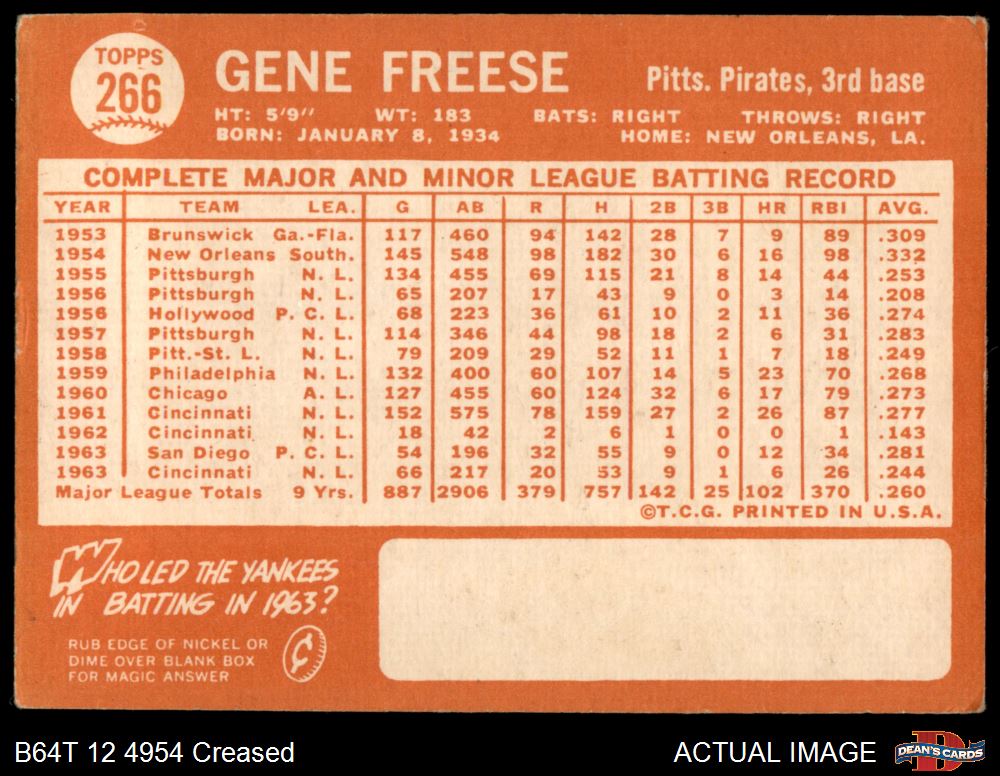 TOPPS
266
GENE FREESE
Pitts. Pirates, 3rd base
HT: 5'9" WT: 183 BATS: RIGHT THROWS: RIGHT
BORN: JANUARY 8, 1934 HOME: NEW ORLEANS, LA.
COMPLETE MAJOR AND MINOR LEAGUE BATTING RECORD
YEAR TEAM LEA. G AB R H 2B 3B HR RBI AVG.
1953 Brunswick Ga.-Fla. 117 460 94 142 28 7 9 89 .309
1954 New Orleans South. 145 548 98 182 30 6 16 98 .332
1955 Pittsburgh N. L. 134 455 69 115 21 8 14 44 .253
1956 Pittsburgh N. L. 65 207 17 43 9 0 3 14 .208
1956 Hollywood P. C. L. 68 223 36 61 10 2 11 36 .274
1957 Pittsburgh N. L. 114 346 44 98 18 2 6 31 .283
1958 Pitt.-St. L. N. L. 79 209 29 52 11 1 7 18 .249
1959 Philadelphia N. L. 132 400 60 107 14 5 23 70 .268
1960 Chicago A. L. 127 455 60 124 32 6 17 79 .273
1961 Cincinnati N. L. 152 575 78 159 27 2 26 87 .277
1962 Cincinnati N. L. 18 42 2 6 1 0 0 1 .143
1963 San Diego P. C. L. 54 196 32 55 9 0 12 34 .281
1963 Cincinnati N. L. 66 217 20 53 9 1 6 26 .244
Major League Totals 9 Yrs. 887 2906 379 757 142 25 102 370 .260
©T.C.G. PRINTED IN U.S.A.
WHO LED THE YANKEES
IN BATTING IN 1963?
RUB EDGE OF NICKEL OR
DIME OVER BLANK BOX
FOR MAGIC ANSWER
¢
B64T 12 4954 Creased
ACTUAL IMAGE
D
DEAN'S CARDS